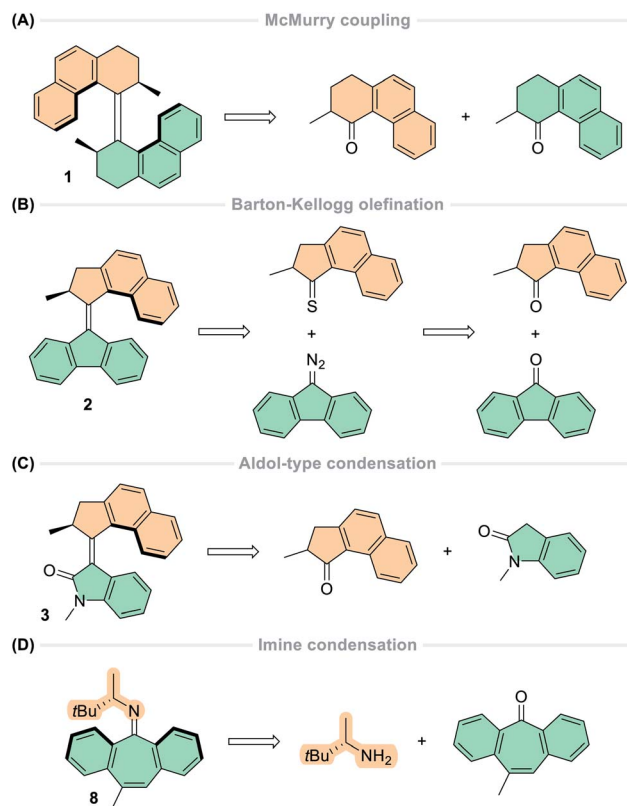 (A) McMurry coupling
1
O
+
O
(B) Barton-Kellogg olefination
2
S
+
N2
O
+
O
(C) Aldol-type condensation
O
N
3
O
+
O
N
(D) Imine condensation
tBu
N
8
tBu
NH2
+
O